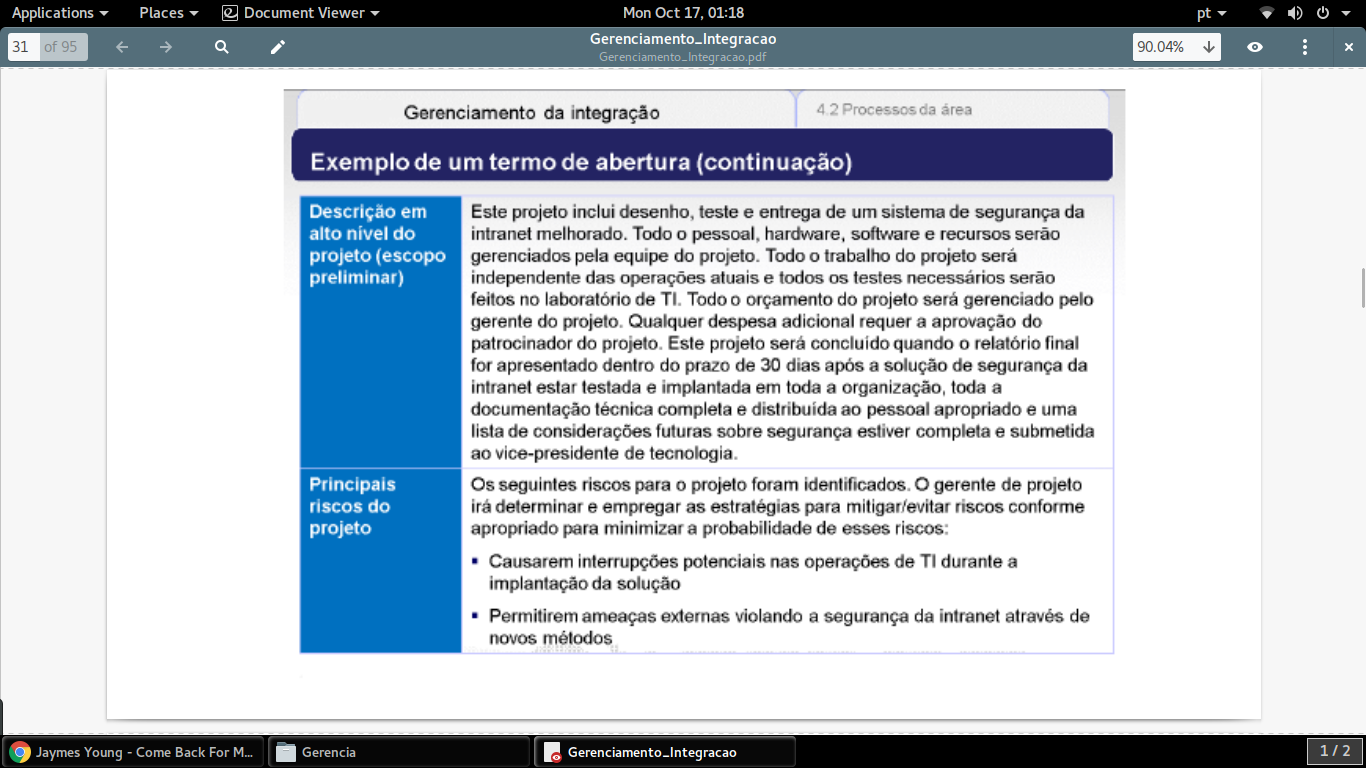 Applications
Places
Document Viewer
Mon Oct 17, 01:18
pt
31
of 95
Gerenciamento_Integracao
Gerenciamento_Integracao.pdf
90.04%
Gerenciamento da integração
4.2 Processos da área
Exemplo de um termo de abertura (continuação)
Descrição em
alto nível do
projeto (escopo
preliminar)
Este projeto inclui desenho, teste e entrega de um sistema de segurança da
intranet melhorado. Todo o pessoal, hardware, software e recursos serão
gerenciados pela equipe do projeto. Todo o trabalho do projeto será
independente das operações atuais e todos os testes necessários serão
feitos no laboratório de TI. Todo o orçamento do projeto será gerenciado pelo
gerente do projeto. Qualquer despesa adicional requer a aprovação do
patrocinador do projeto. Este projeto será concluído quando o relatório final
for apresentado dentro do prazo de 30 dias após a solução de segurança da
intranet estar testada e implantada em toda a organização, toda a
documentação técnica completa e distribuída ao pessoal apropriado e uma
lista de considerações futuras sobre segurança estiver completa e submetida
ao vice-presidente de tecnologia.
Principais
riscos do
projeto
Os seguintes riscos para o projeto foram identificados. O gerente de projeto
irá determinar e empregar as estratégias para mitigar/evitar riscos conforme
apropriado para minimizar a probabilidade de esses riscos:
▪ Causarem interrupções potenciais nas operações de TI durante a
implantação da solução
▪ Permitirem ameaças externas violando a segurança da intranet através de
novos métodos
Jaymes Young - Come Back For M...
Gerencia
Gerenciamento_Integracao
1 / 2